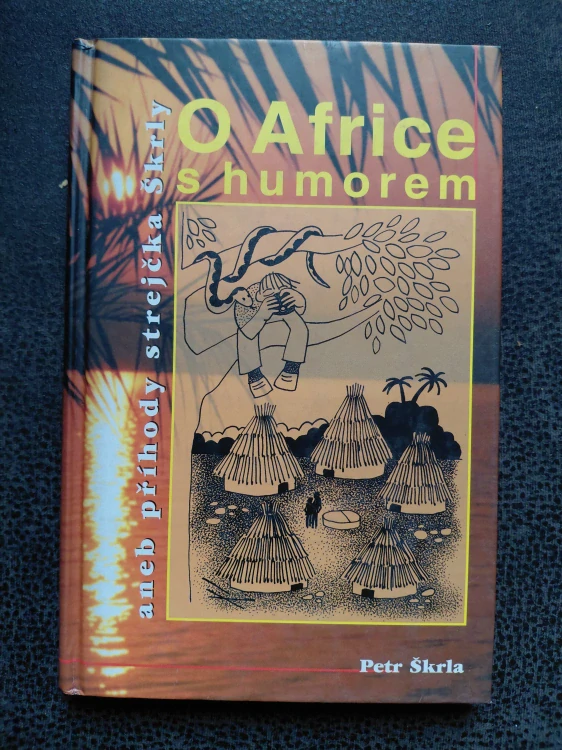 O Africe
s humorem
aneb příhody strejčka Škrly
Petr Škrla